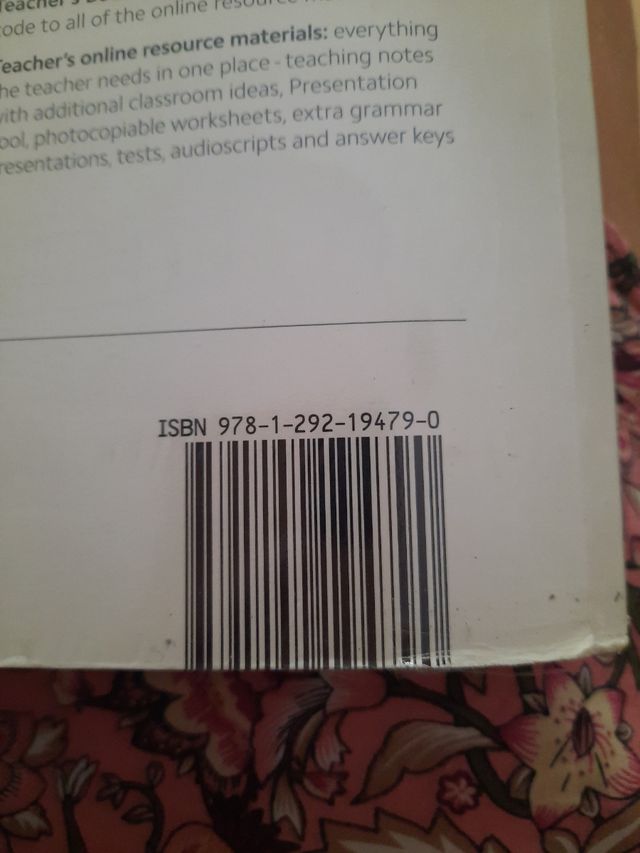 code to all of the online
Teacher's online resource materials: everything
the teacher needs in one place - teaching notes
with additional classroom ideas, Presentation
tool, photocopiable worksheets, extra grammar
presentations, tests, audioscripts and answer keys
ISBN 978-1-292-19479-0